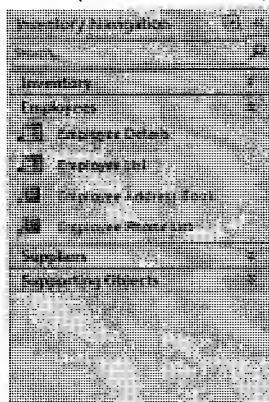 Inventory Navigation
Search...
Inventory
Employees
Employee Details
Employee List
Employee Address Book
Employee Phone List
Suppliers
Supporting Objects